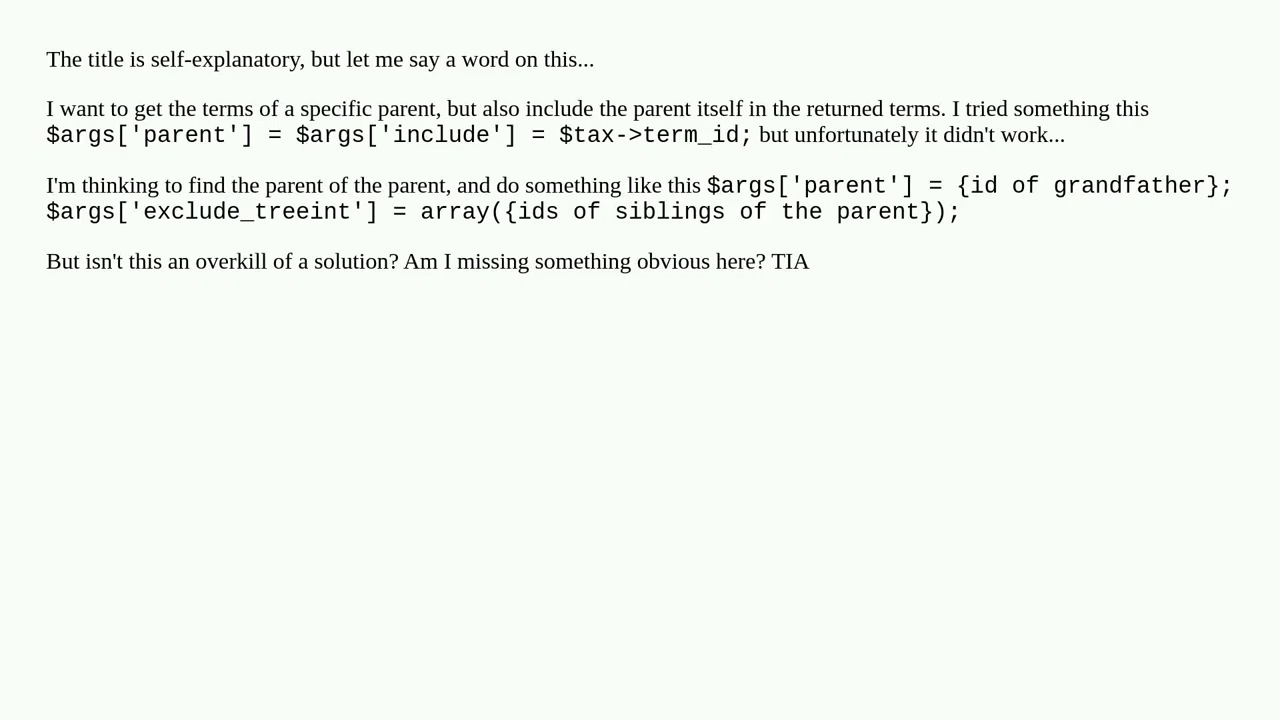 The title is self-explanatory, but let me say a word on this...
I want to get the terms of a specific parent, but also include the parent itself in the returned terms. I tried something this
$args['parent'] = $args['include'] = $tax->term_id; but unfortunately it didn't work...
I'm thinking to find the parent of the parent, and do something like this $args['parent'] = {id of grandfather};
$args['exclude_treeint'] = array({ids of siblings of the parent});
But isn't this an overkill of a solution? Am I missing something obvious here? TIA